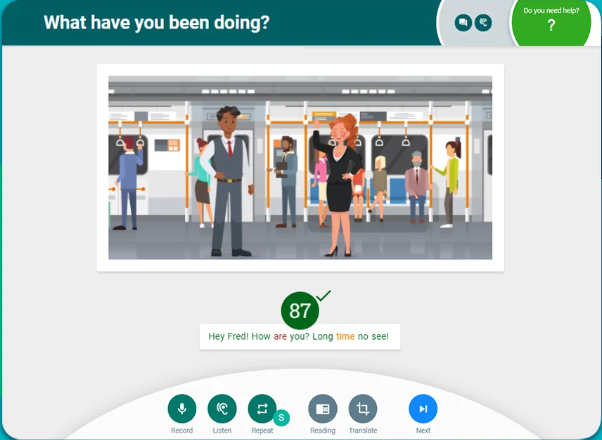 What have you been doing?
Do you need help?
?
87
Hey Fred! How are you? Long time no see!
S
Record
Listen
Repeat
Reading
Translate
Next